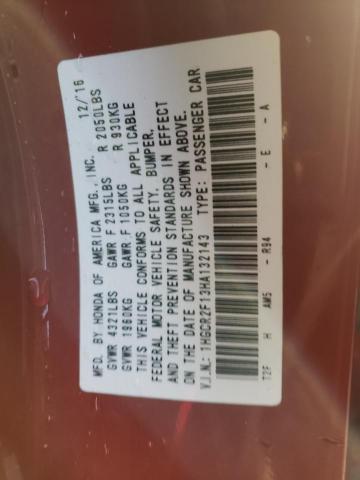 MFD. BY HONDA OF AMERICA MFG., INC. 12/'16
GVWR 4321LBS GAWR F 2315LBS R 2050LBS
GVWR 1960KG GAWR F 1050KG R 930KG
THIS VEHICLE CONFORMS TO ALL APPLICABLE
FEDERAL MOTOR VEHICLE SAFETY, BUMPER,
AND THEFT PREVENTION STANDARDS IN EFFECT
ON THE DATE OF MANUFACTURE SHOWN ABOVE.
V.I.N.: 1HGCR2F13HA132143 TYPE: PASSENGER CAR
T2F H AM5 - R94 - E - A